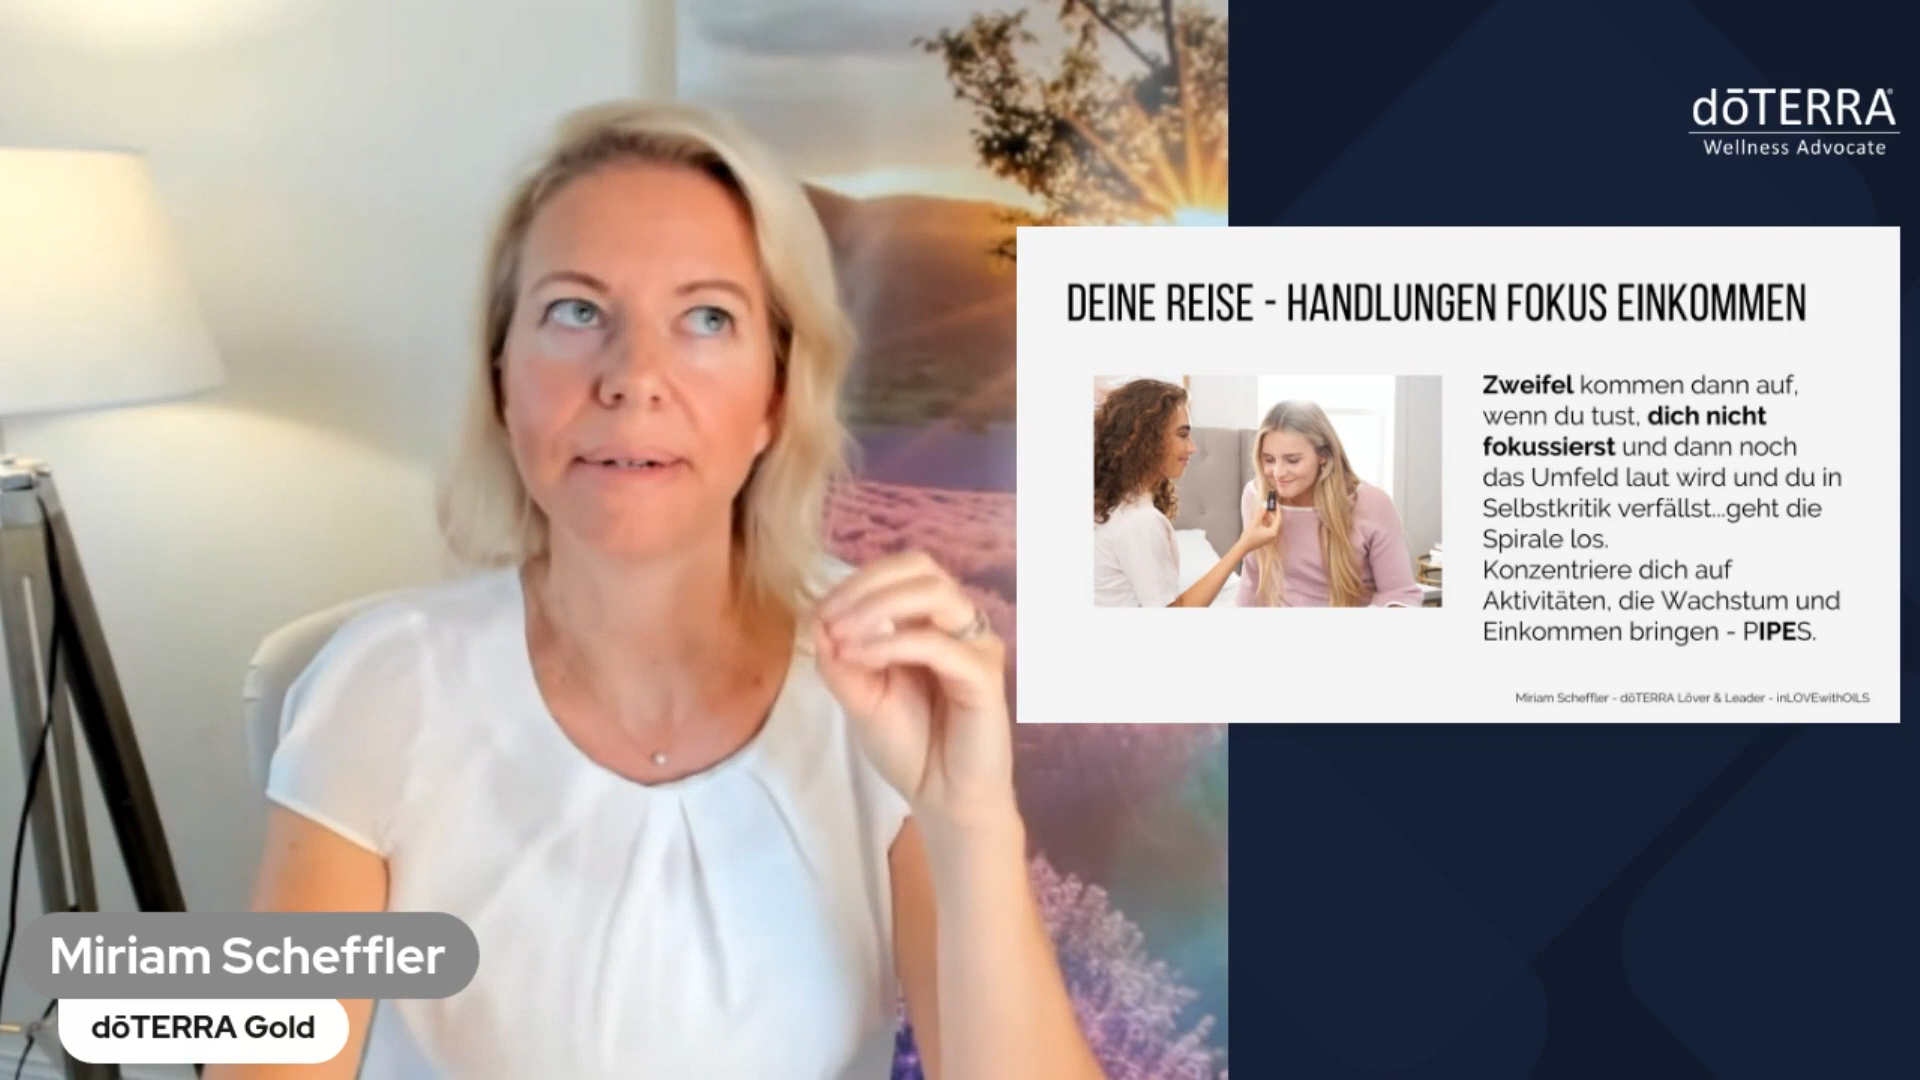 dōTERRA®
Wellness Advocate
DEINE REISE - HANDLUNGEN FOKUS EINKOMMEN
Zweifel kommen dann auf,
wenn du tust, dich nicht
fokussierst und dann noch
das Umfeld laut wird und du in
Selbstkritik verfällst...geht die
Spirale los.
Konzentriere dich auf
Aktivitäten, die Wachstum und
Einkommen bringen - PIPES.
Miriam Scheffler - dōTERRA Lōver & Leader - inLOVEwithOILS
Miriam Scheffler
dōTERRA Gold